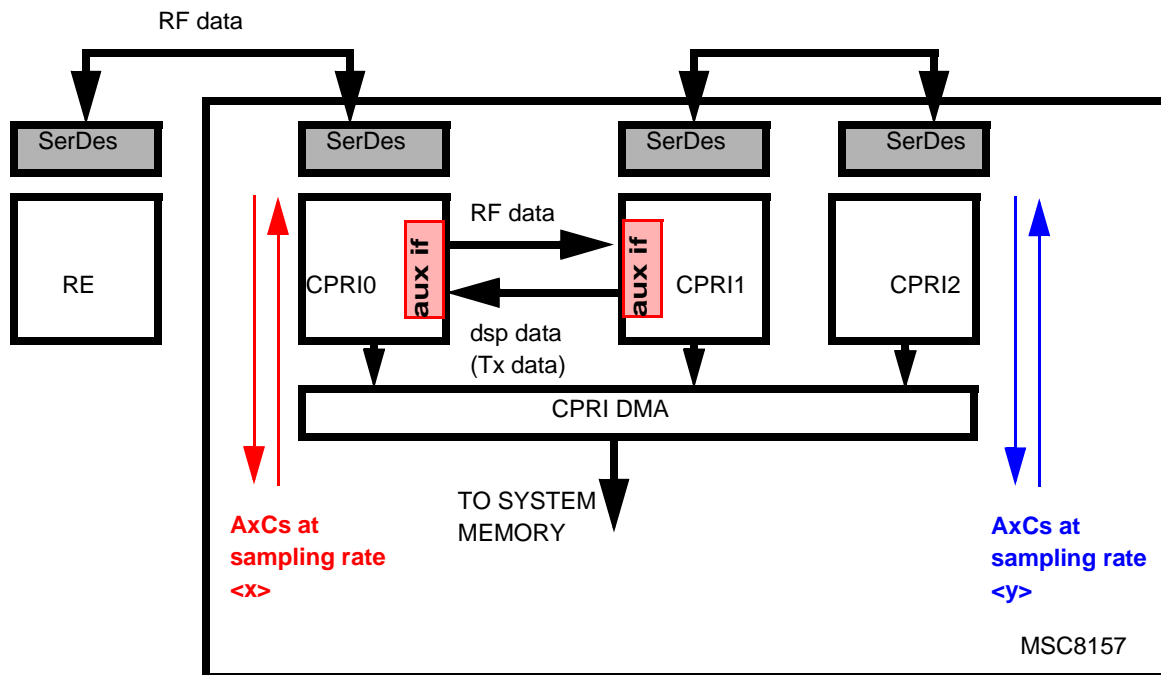 RF data
SerDes
SerDes
SerDes
SerDes
RE
CPRI0
aux if
RF data
dsp data
(Tx data)
aux if
CPRI1
CPRI2
CPRI DMA
TO SYSTEM
MEMORY
AxCs at
sampling rate
<x>
AxCs at
sampling rate
<y>
MSC8157